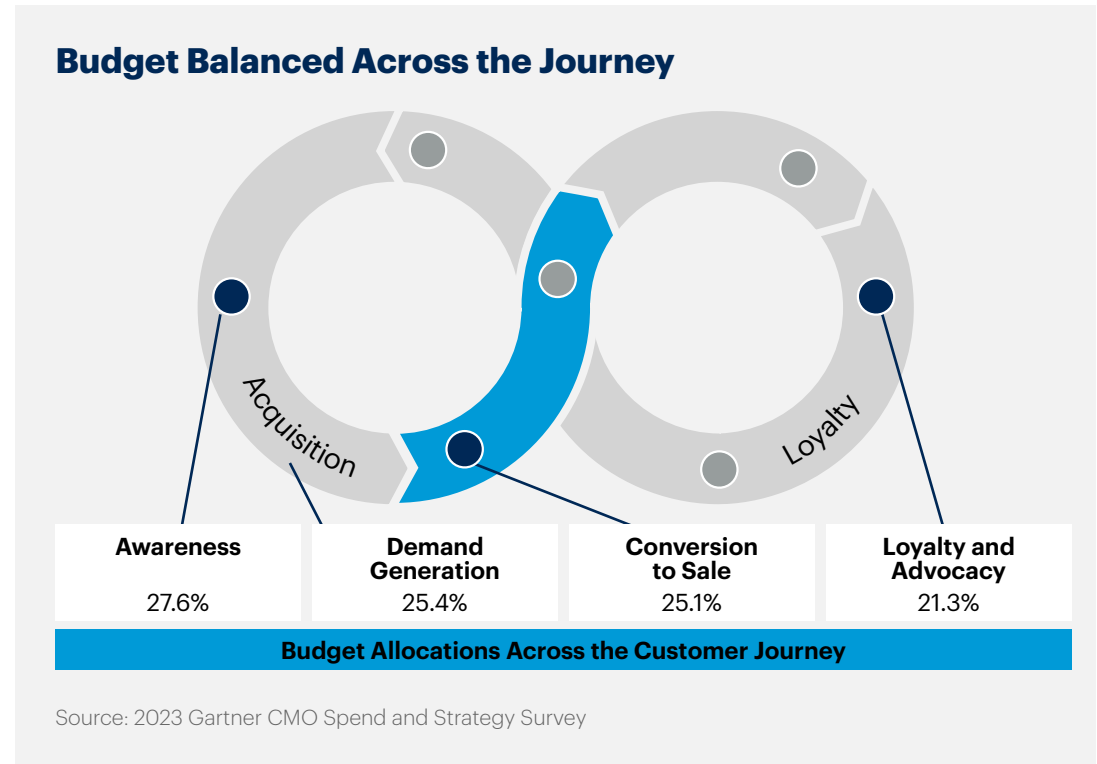 Budget Balanced Across the Journey
Acquisition
Loyalty
Awareness
27.6%
Demand
Generation
25.4%
Conversion
to Sale
25.1%
Loyalty and
Advocacy
21.3%
Budget Allocations Across the Customer Journey
Source: 2023 Gartner CMO Spend and Strategy Survey